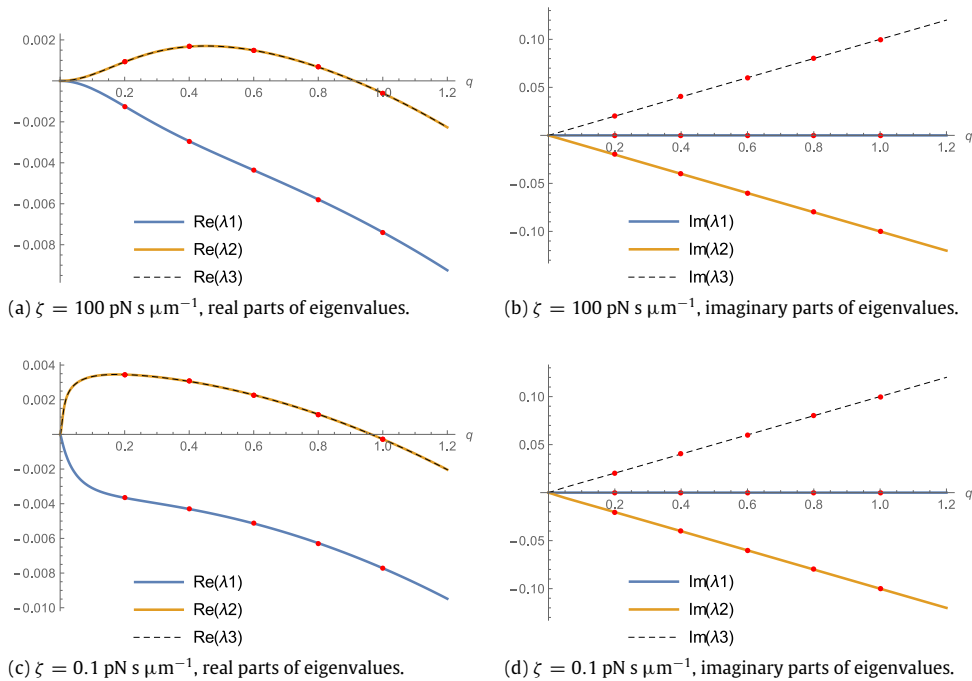 0.002
q
0.2 0.4 0.6 0.8 1.0 1.2
−0.002
−0.004
−0.006
−0.008
Re(λ1)
Re(λ2)
Re(λ3)
(a) ζ = 100 pN s μm−1, real parts of eigenvalues.
0.10
0.05
q
0.2 0.4 0.6 0.8 1.0 1.2
−0.05
−0.10
Im(λ1)
Im(λ2)
Im(λ3)
(b) ζ = 100 pN s μm−1, imaginary parts of eigenvalues.
0.004
0.002
q
0.2 0.4 0.6 0.8 1.0 1.2
−0.002
−0.004
−0.006
−0.008
−0.010
Re(λ1)
Re(λ2)
Re(λ3)
(c) ζ = 0.1 pN s μm−1, real parts of eigenvalues.
0.10
0.05
q
0.2 0.4 0.6 0.8 1.0 1.2
−0.05
−0.10
Im(λ1)
Im(λ2)
Im(λ3)
(d) ζ = 0.1 pN s μm−1, imaginary parts of eigenvalues.